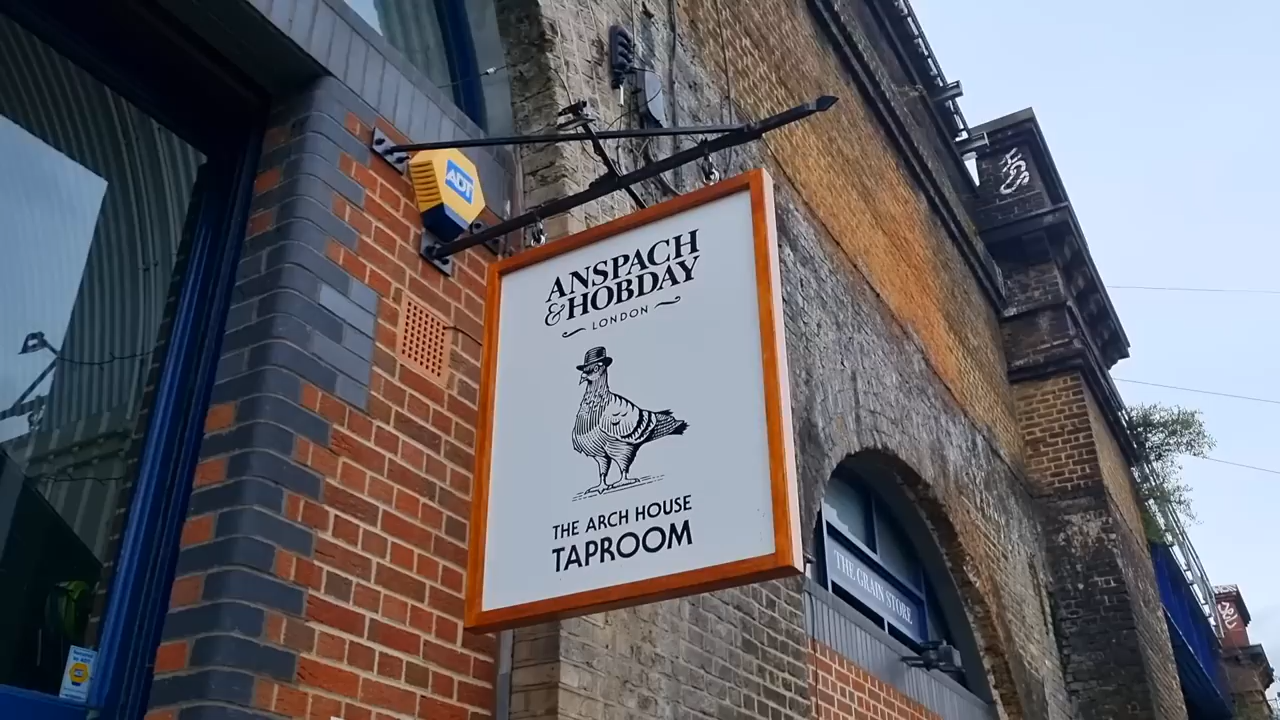 ADT
ANSPACH
& HOBDAY
LONDON
THE ARCH HOUSE
TAPROOM
THE GRAIN STORE